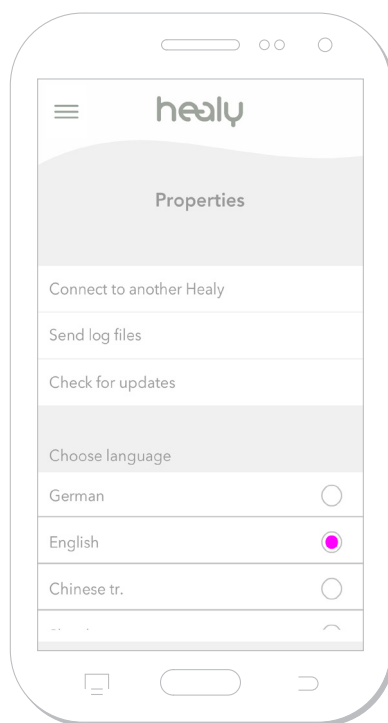 healy
Properties
Connect to another Healy
Send log files
Check for updates
Choose language
German
English
Chinese tr.